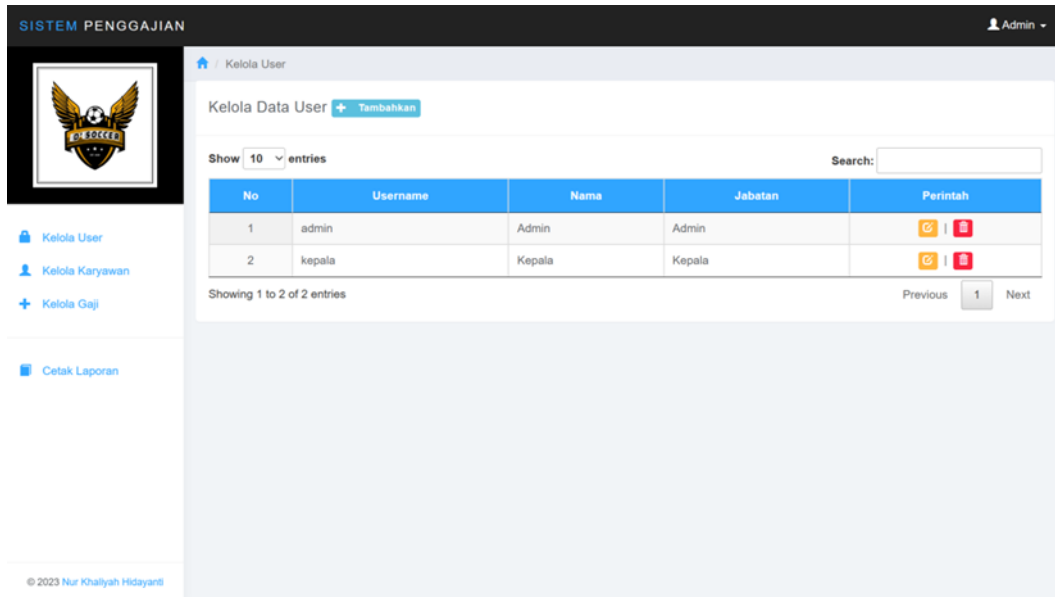 SISTEM PENGGAJIAN
Admin
SOCCER
/ Kelola User
Kelola Data User + Tambahkan
Show 10 entries
Search:
No Username Nama Jabatan Perintah
1 admin Admin Admin |
2 kepala Kepala Kepala |
Showing 1 to 2 of 2 entries
Previous 1 Next
Kelola User
Kelola Karyawan
Kelola Gaji
Cetak Laporan
© 2023 Nur Khaliyah Hidayanti